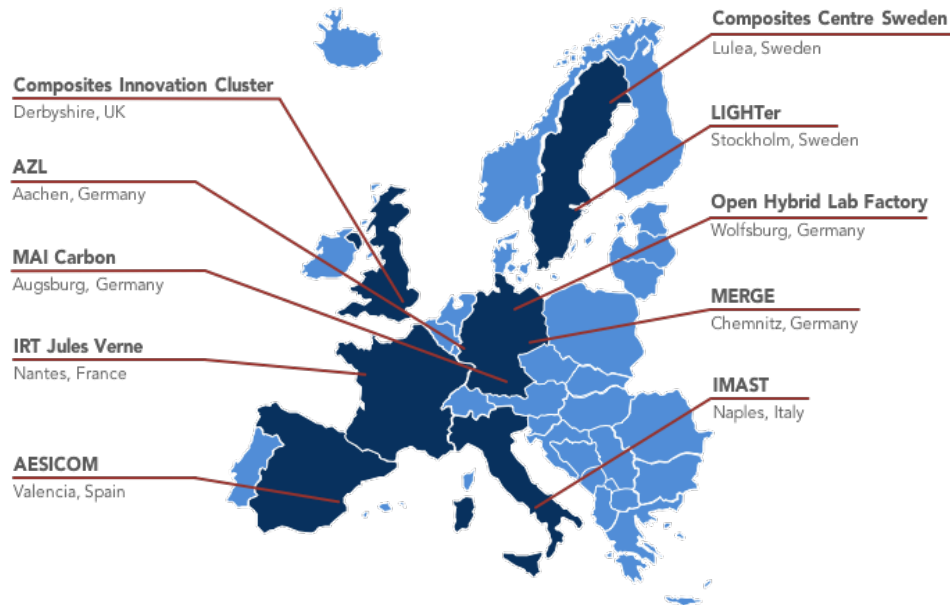 Composites Centre Sweden
Lulea, Sweden
Composites Innovation Cluster
Derbyshire, UK
LIGHTer
Stockholm, Sweden
AZL
Aachen, Germany
Open Hybrid Lab Factory
Wolfsburg, Germany
MAI Carbon
Augsburg, Germany
MERGE
Chemnitz, Germany
IRT Jules Verne
Nantes, France
IMAST
Naples, Italy
AESICOM
Valencia, Spain